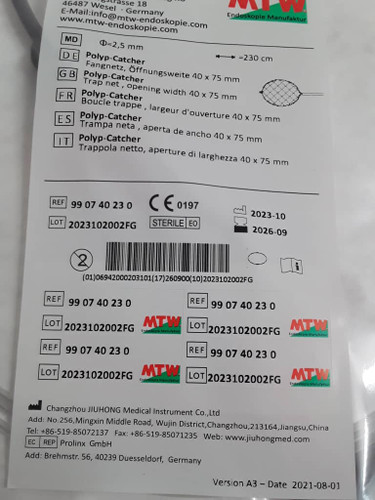 46487 Wesel · Germany
E-Mail:info@mtw-endoskopie.com
www.mtw-endoskopie.com
MTW
Endoskopie Manufaktur
MD Φ=2,5 mm ↔ =230 cm
DE Polyp-Catcher
Fangnetz, Öffnungsweite 40 x 75 mm
GB Polyp-Catcher
Trap net , opening width 40 x 75 mm
FR Polyp-Catcher
Boucle trappe , largeur d'ouverture 40 x 75 mm
ES Polyp-Catcher
Trampa neta , aperta de ancho 40 x 75 mm
IT Polyp-Catcher
Trappola netto, aperture di larghezza 40 x 75 mm
REF 99 07 40 23 0 CE 0197 2023-10
LOT 2023102002FG STERILE EO 2026-09
2
(01)06942000203101(17)260900(10)2023102002FG
REF 99 07 40 23 0 REF 99 07 40 23 0
LOT 2023102002FG MTW LOT 2023102002FG MTW
REF 99 07 40 23 0 REF 99 07 40 23 0
LOT 2023102002FG MTW LOT 2023102002FG MTW
Changzhou JIUHONG Medical Instrument Co.,Ltd
Add: No.256,Mingxin Middle Road, Wujin District,Changzhou,213164,Jiangsu,China
Tel: +86-519-85072137 Fax: +86-519-85071235 Web: www.jiuhongmed.com
EC REP Prolinx GmbH
Add: Brehmstr. 56, 40239 Duesseldorf, Germany
Version A3 – Date 2021-08-01